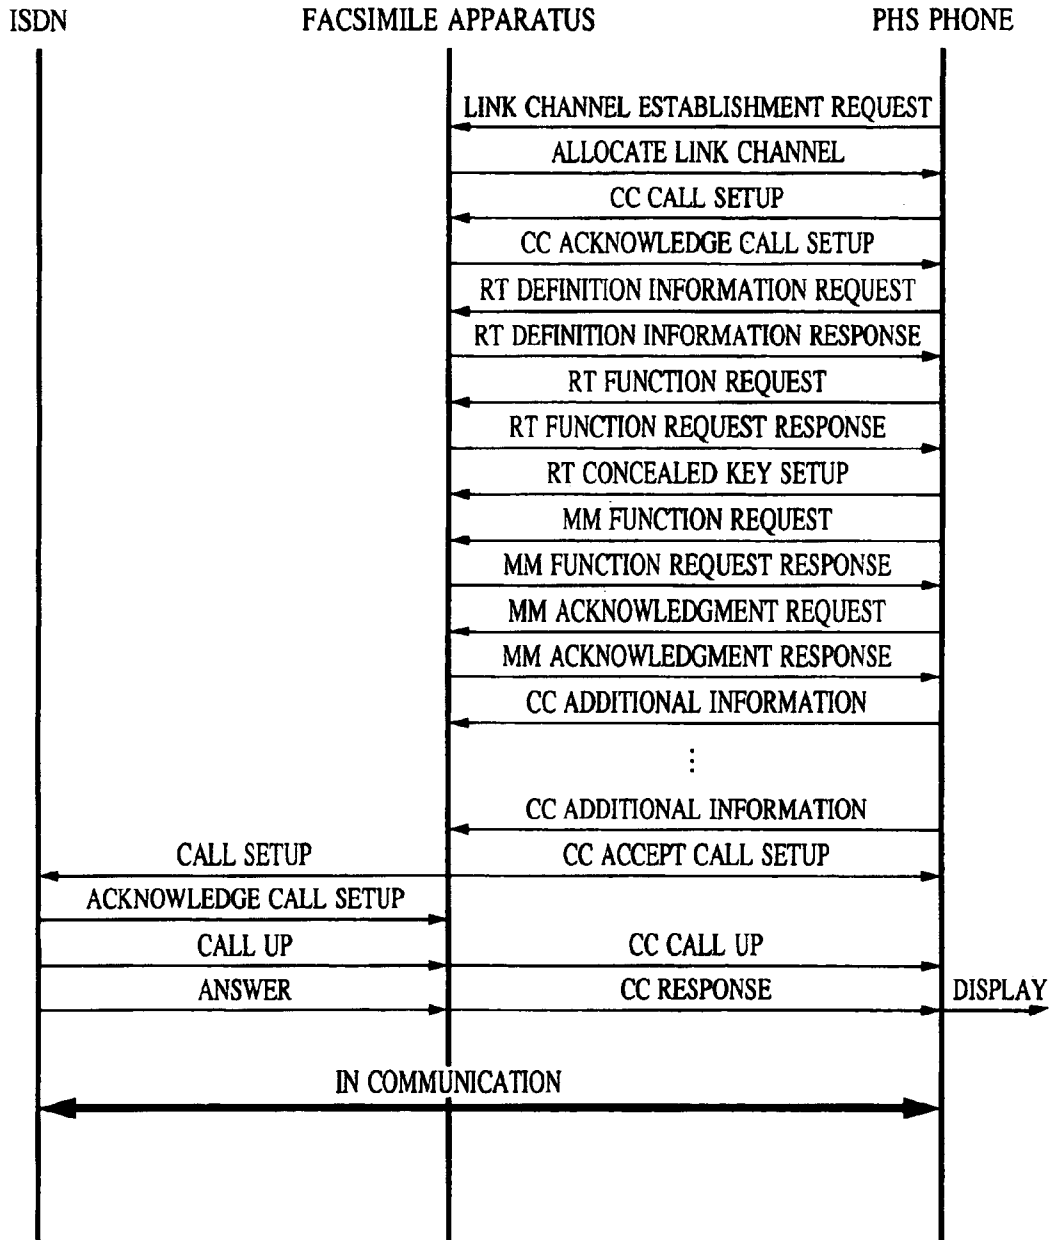 ISDN FACSIMILE APPARATUS PHS PHONE
LINK CHANNEL ESTABLISHMENT REQUEST
ALLOCATE LINK CHANNEL
CC CALL SETUP
CC ACKNOWLEDGE CALL SETUP
RT DEFINITION INFORMATION REQUEST
RT DEFINITION INFORMATION RESPONSE
RT FUNCTION REQUEST
RT FUNCTION REQUEST RESPONSE
RT CONCEALED KEY SETUP
MM FUNCTION REQUEST
MM FUNCTION REQUEST RESPONSE
MM ACKNOWLEDGMENT REQUEST
MM ACKNOWLEDGMENT RESPONSE
CC ADDITIONAL INFORMATION
⋮
CC ADDITIONAL INFORMATION
CALL SETUP CC ACCEPT CALL SETUP
ACKNOWLEDGE CALL SETUP
CALL UP CC CALL UP
ANSWER CC RESPONSE DISPLAY
IN COMMUNICATION